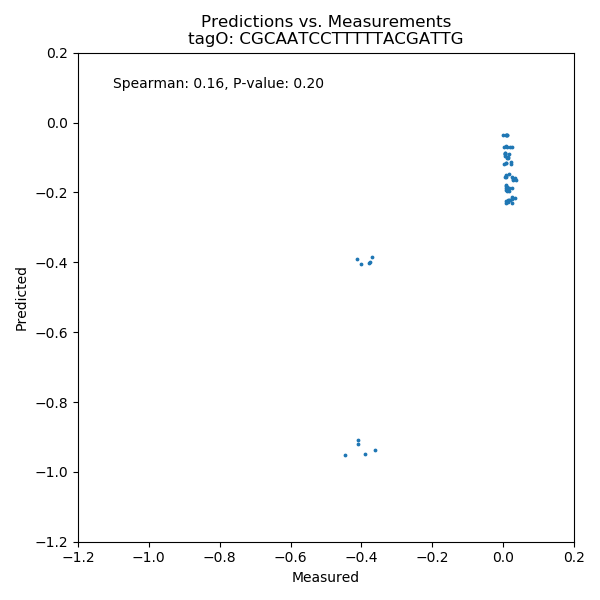 Predictions vs. Measurements
tagO: CGCAATCCTTTTTACGATTG
Spearman: 0.16, P-value: 0.20
0.2
0.0
−0.2
−0.4
−0.6
−0.8
−1.0
−1.2
Predicted
−1.2 −1.0 −0.8 −0.6 −0.4 −0.2 0.0 0.2
Measured